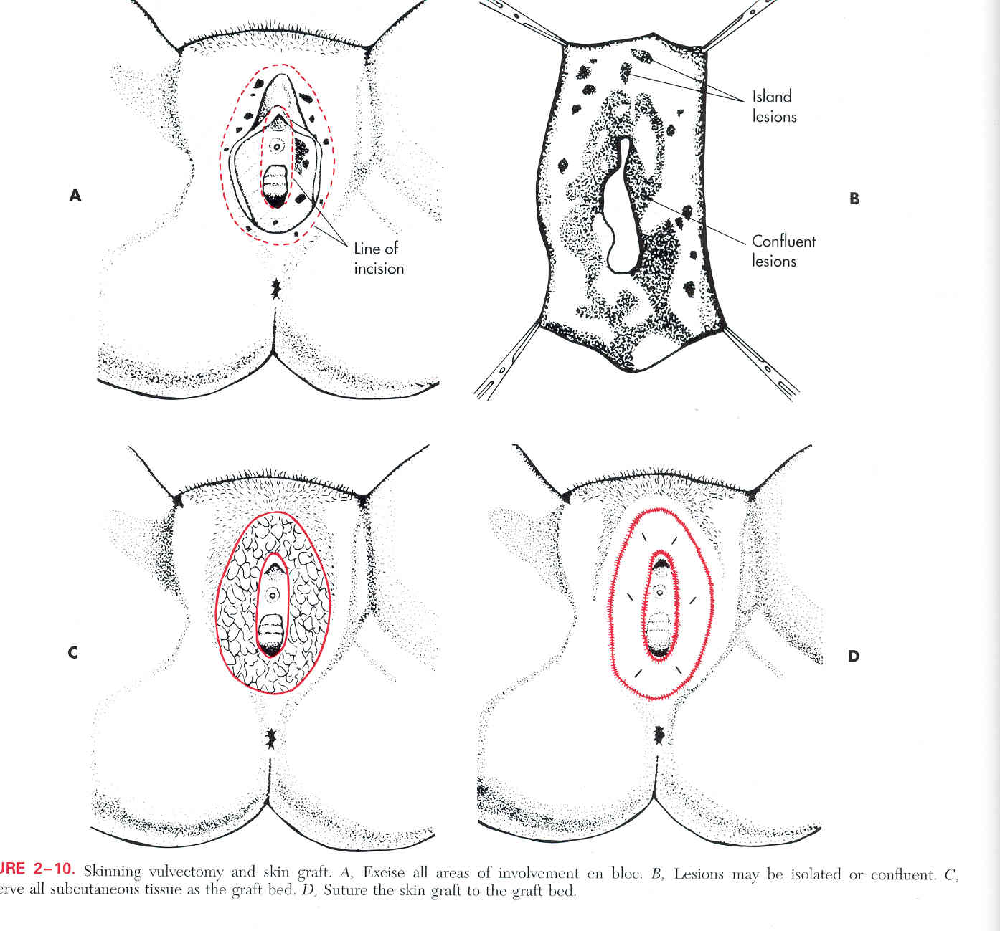 A
Line of
incision
Island
lesions
B
Confluent
lesions
C
D
URE 2–10. Skinning vulvectomy and skin graft. A, Excise all areas of involvement en bloc. B, Lesions may be isolated or confluent. C,
erve all subcutaneous tissue as the graft bed. D, Suture the skin graft to the graft bed.